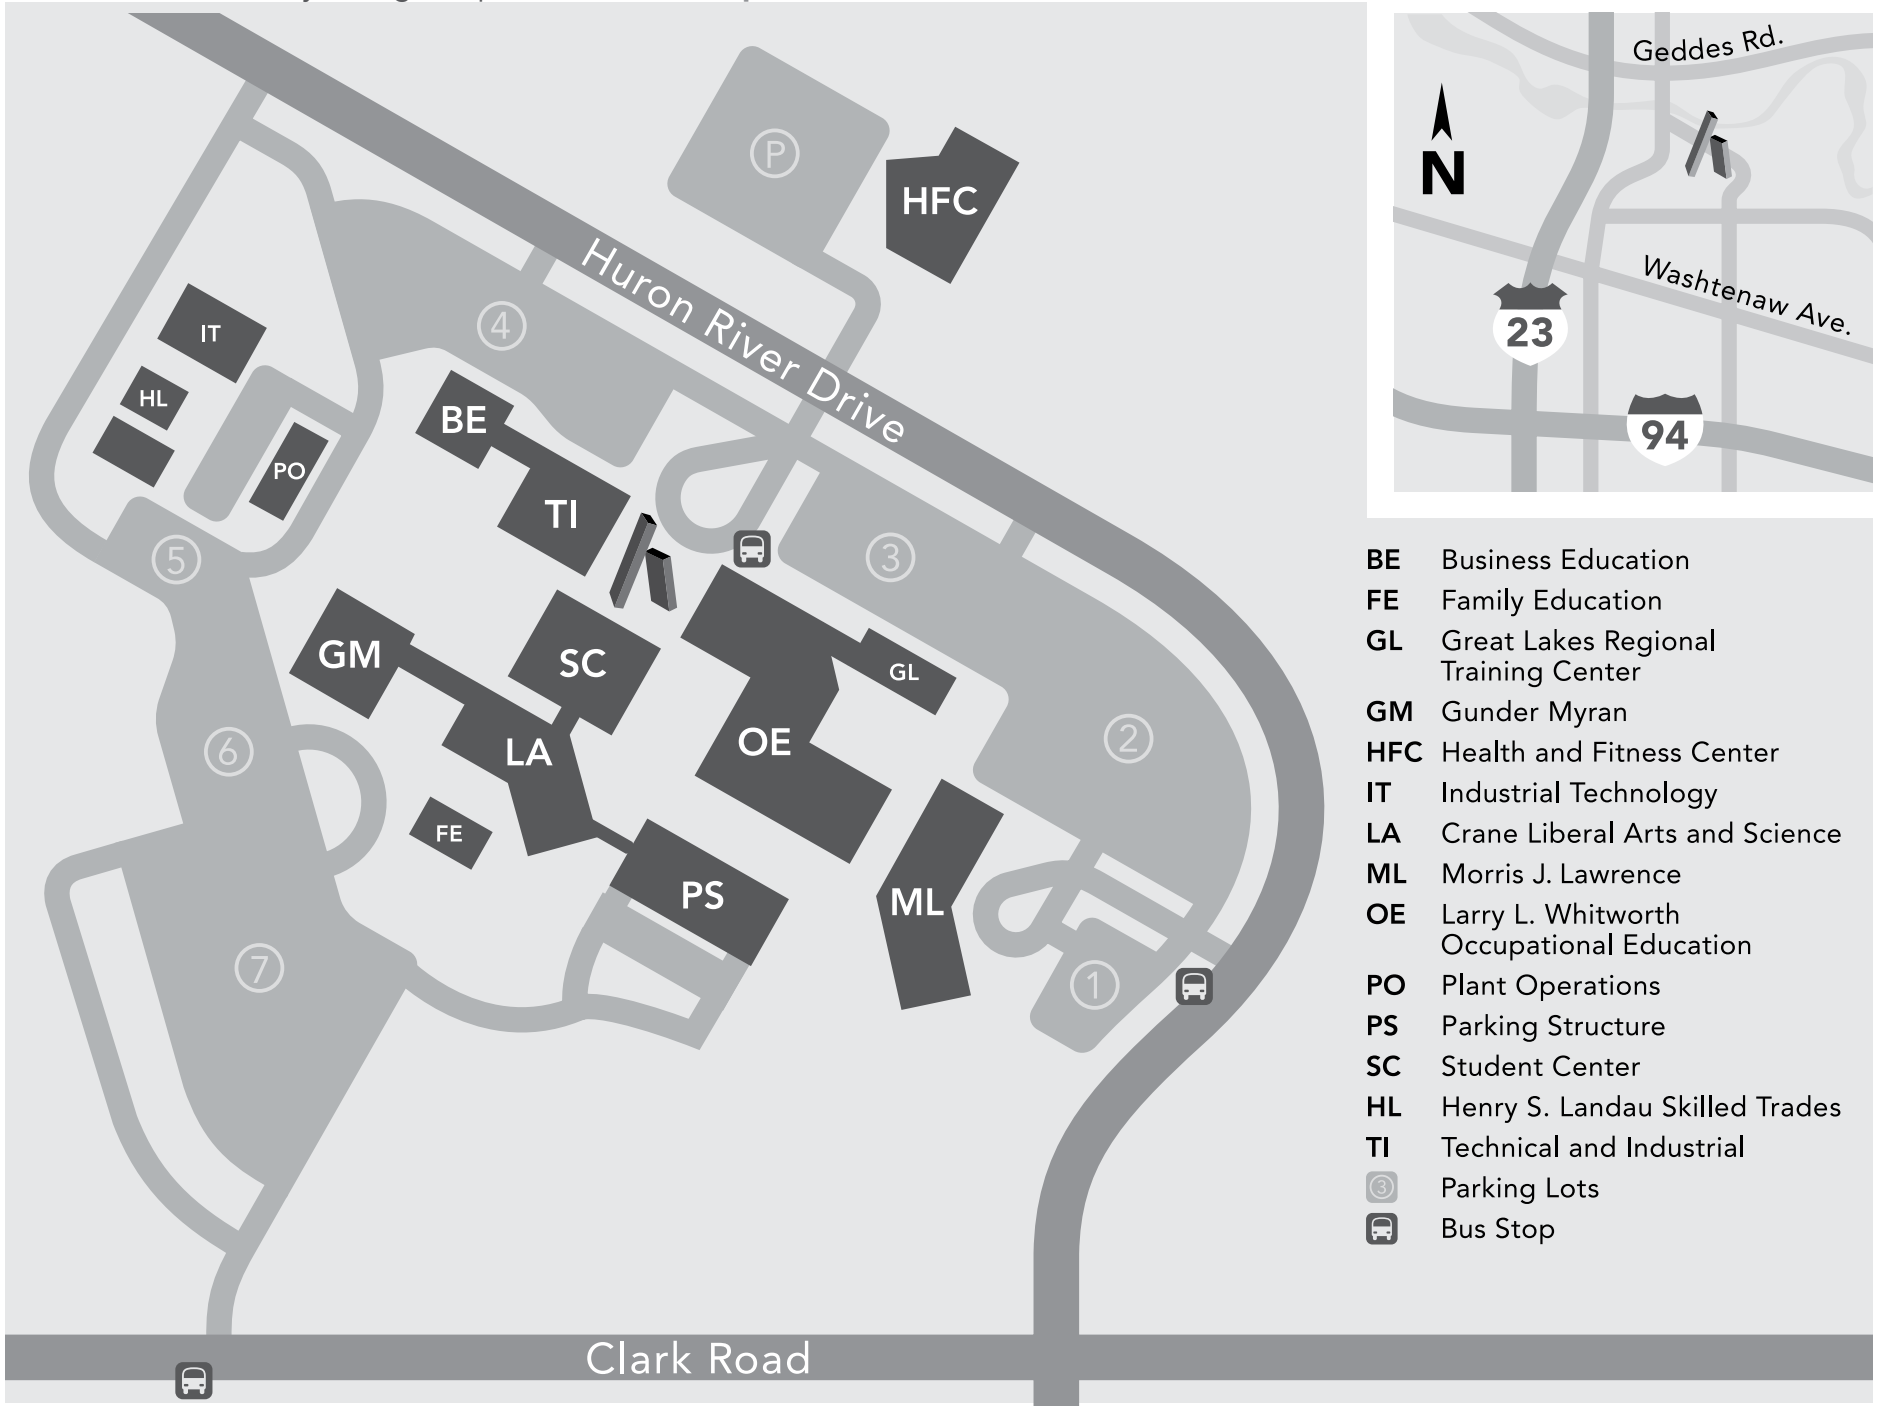 P
HFC
Huron River Drive
4
IT
HL
BE
PO
TI
3
5
GM
SC
GL
LA
OE
2
6
FE
PS
ML
7
1
Clark Road
Geddes Rd.
N
Washtenaw Ave.
23
94
BE Business Education
FE Family Education
GL Great Lakes Regional
Training Center
GM Gunder Myran
HFC Health and Fitness Center
IT Industrial Technology
LA Crane Liberal Arts and Science
ML Morris J. Lawrence
OE Larry L. Whitworth
Occupational Education
PO Plant Operations
PS Parking Structure
SC Student Center
HL Henry S. Landau Skilled Trades
TI Technical and Industrial
3 Parking Lots
Bus Stop